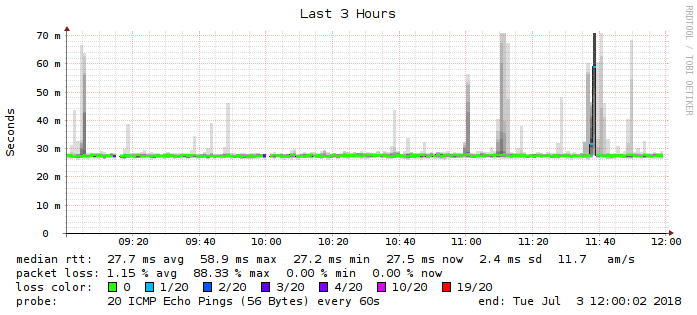 Last 3 Hours
RRDTOOL / TOBI OETIKER
Seconds
70 m
60 m
50 m
40 m
30 m
20 m
10 m
0
09:20 09:40 10:00 10:20 10:40 11:00 11:20 11:40 12:00
median rtt: 27.7 ms avg 58.9 ms max 27.2 ms min 27.5 ms now 2.4 ms sd 11.7 am/s
packet loss: 1.15 % avg 88.33 % max 0.00 % min 0.00 % now
loss color: 0 1/20 2/20 3/20 4/20 10/20 19/20
probe: 20 ICMP Echo Pings (56 Bytes) every 60s end: Tue Jul 3 12:00:02 2018